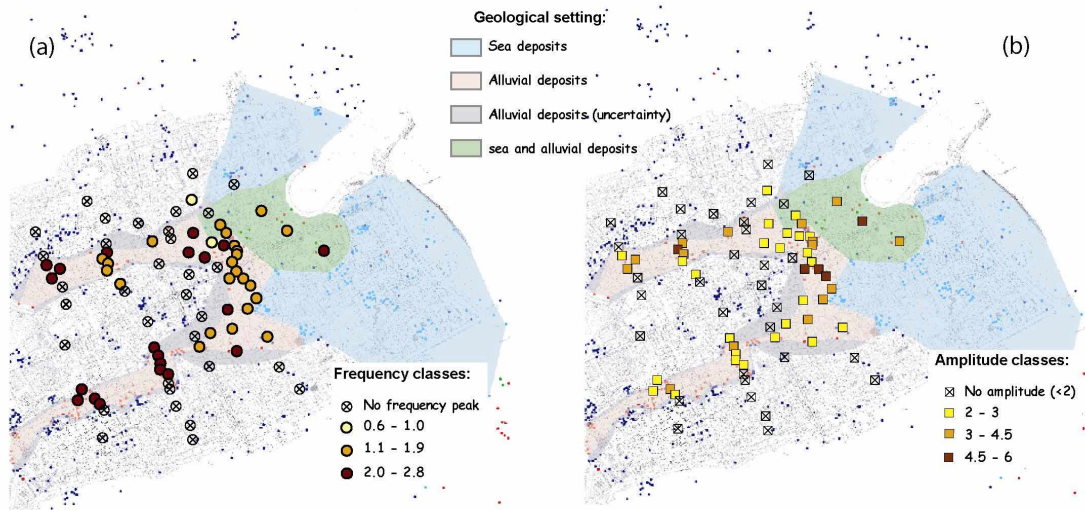 (a)
Geological setting:
Sea deposits
Alluvial deposits
Alluvial deposits (uncertainty)
sea and alluvial deposits
(b)
Frequency classes:
No frequency peak
0.6 - 1.0
1.1 - 1.9
2.0 - 2.8
Amplitude classes:
No amplitude (<2)
2 - 3
3 - 4.5
4.5 - 6